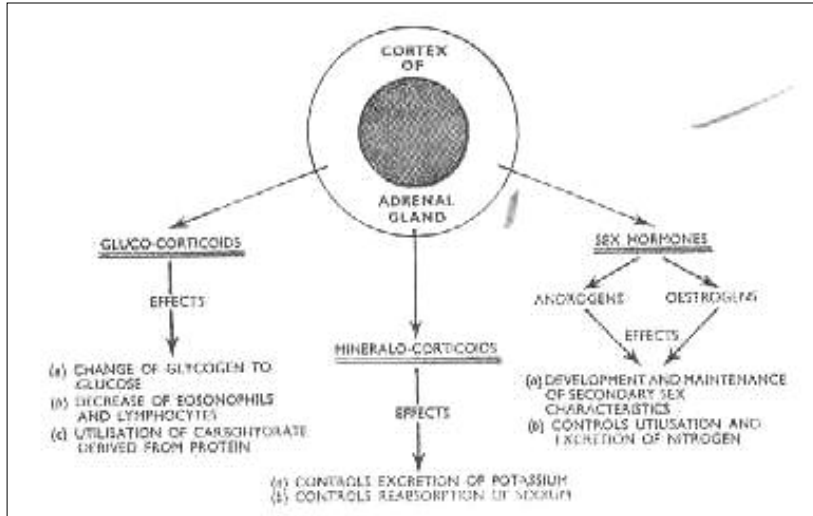 CORTEX
OF
ADRENAL
GLAND
GLUCO-CORTICOIDS
EFFECTS
(a) CHANGE OF GLYCOGEN TO
GLUCOSE
(b) DECREASE OF EOSONOPHILS
AND LYMPHOCYTES
(c) UTILISATION OF CARBOHYRATE
DERIVED FROM PROTEIN
MINERALO-CORTICOIDS
EFFECTS
(a) CONTROLS EXCRETION OF POTASSIUM
(b) CONTROLS REABSORPTION OF SODIUM
SEX HORMONES
ANDROGENS OESTROGENS
EFFECTS
(a) DEVELOPMENT AND MAINTENANCE
OF SECONDARY SEX
CHARACTERISTICS
(b) CONTROLS UTILISATION AND
EXCRETION OF NITROGEN